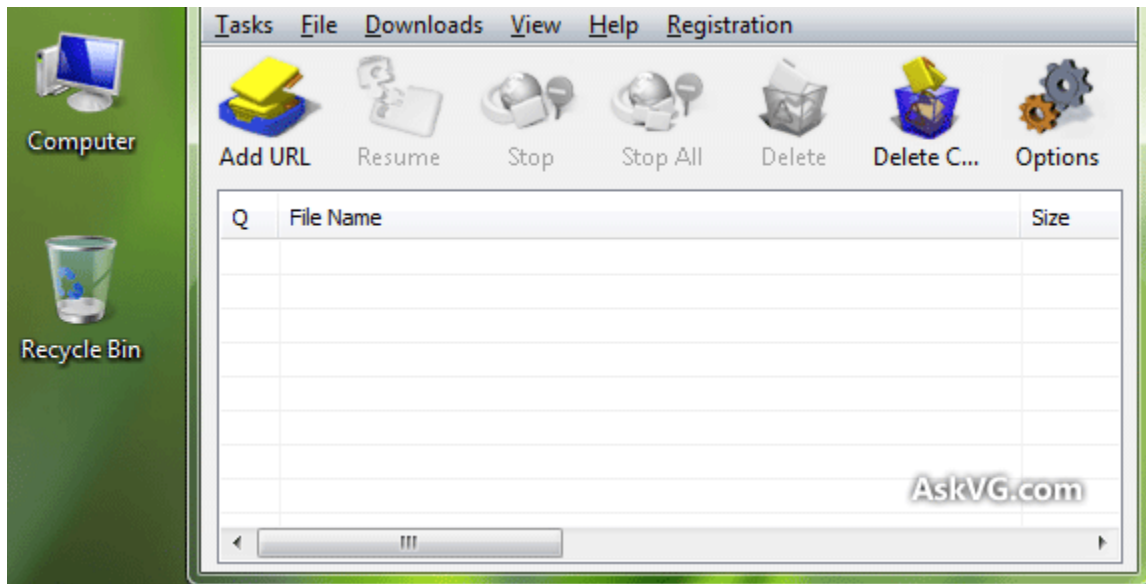 Tasks File Downloads View Help Registration
Computer
Add URL Resume Stop Stop All Delete Delete C... Options
Q File Name Size
Recycle Bin
AskVG.com